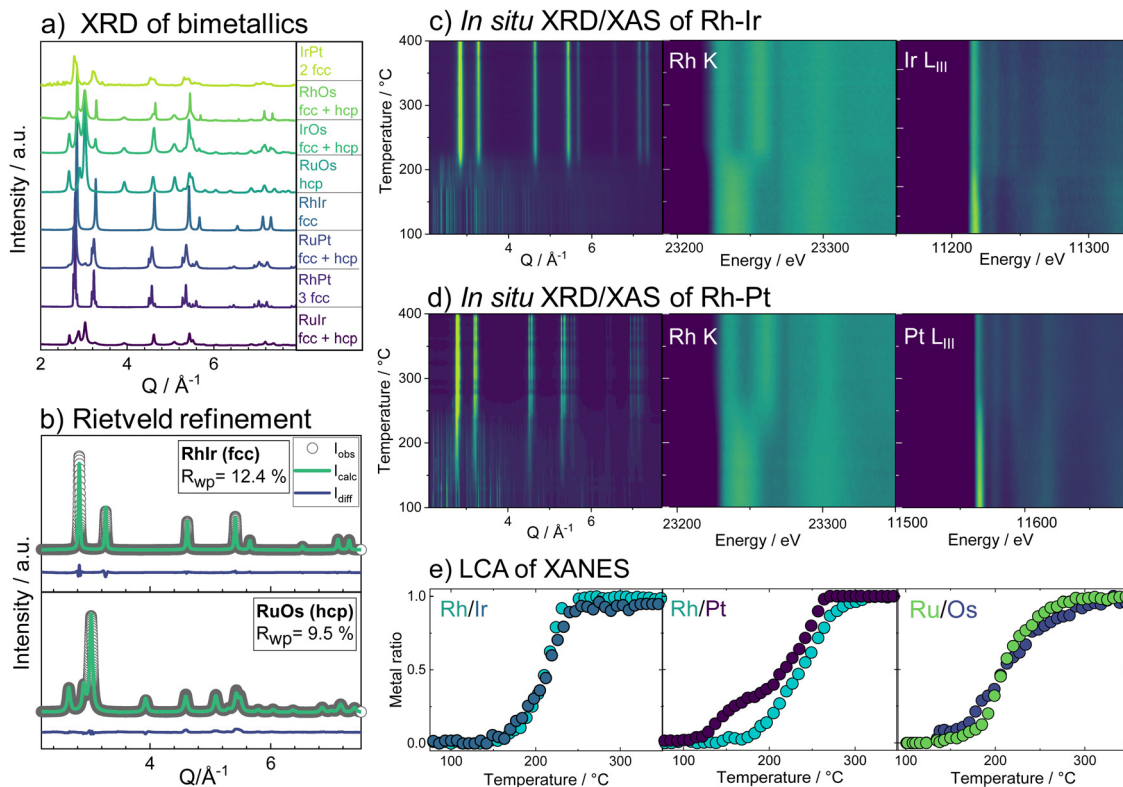 a) XRD of bimetallics
Intensity / a.u.
IrPt
2 fcc
RhOs
fcc + hcp
IrOs
fcc + hcp
RuOs
hcp
RhIr
fcc
RuPt
fcc + hcp
RhPt
3 fcc
RuIr
fcc + hcp
2 4 6
Q / Å-1
b) Rietveld refinement
Intensity / a.u.
RhIr (fcc)
Rwp= 12.4 %
Iobs
Icalc
Idiff
RuOs (hcp)
Rwp= 9.5 %
4 6
Q/Å-1
c) In situ XRD/XAS of Rh-Ir
Temperature / °C
400
300
200
100
Rh K
Ir LIII
4 6
Q / Å-1
23200 23300
Energy / eV
11200 11300
Energy / eV
d) In situ XRD/XAS of Rh-Pt
Temperature / °C
400
300
200
100
Rh K
Pt LIII
4 6
Q / Å-1
23200 23300
Energy / eV
11500 11600
Energy / eV
e) LCA of XANES
Metal ratio
1.0
0.5
0.0
Rh/Ir
Rh/Pt
Ru/Os
100 200 300
Temperature / °C
100 200 300
Temperature / °C
100 200 300
Temperature / °C